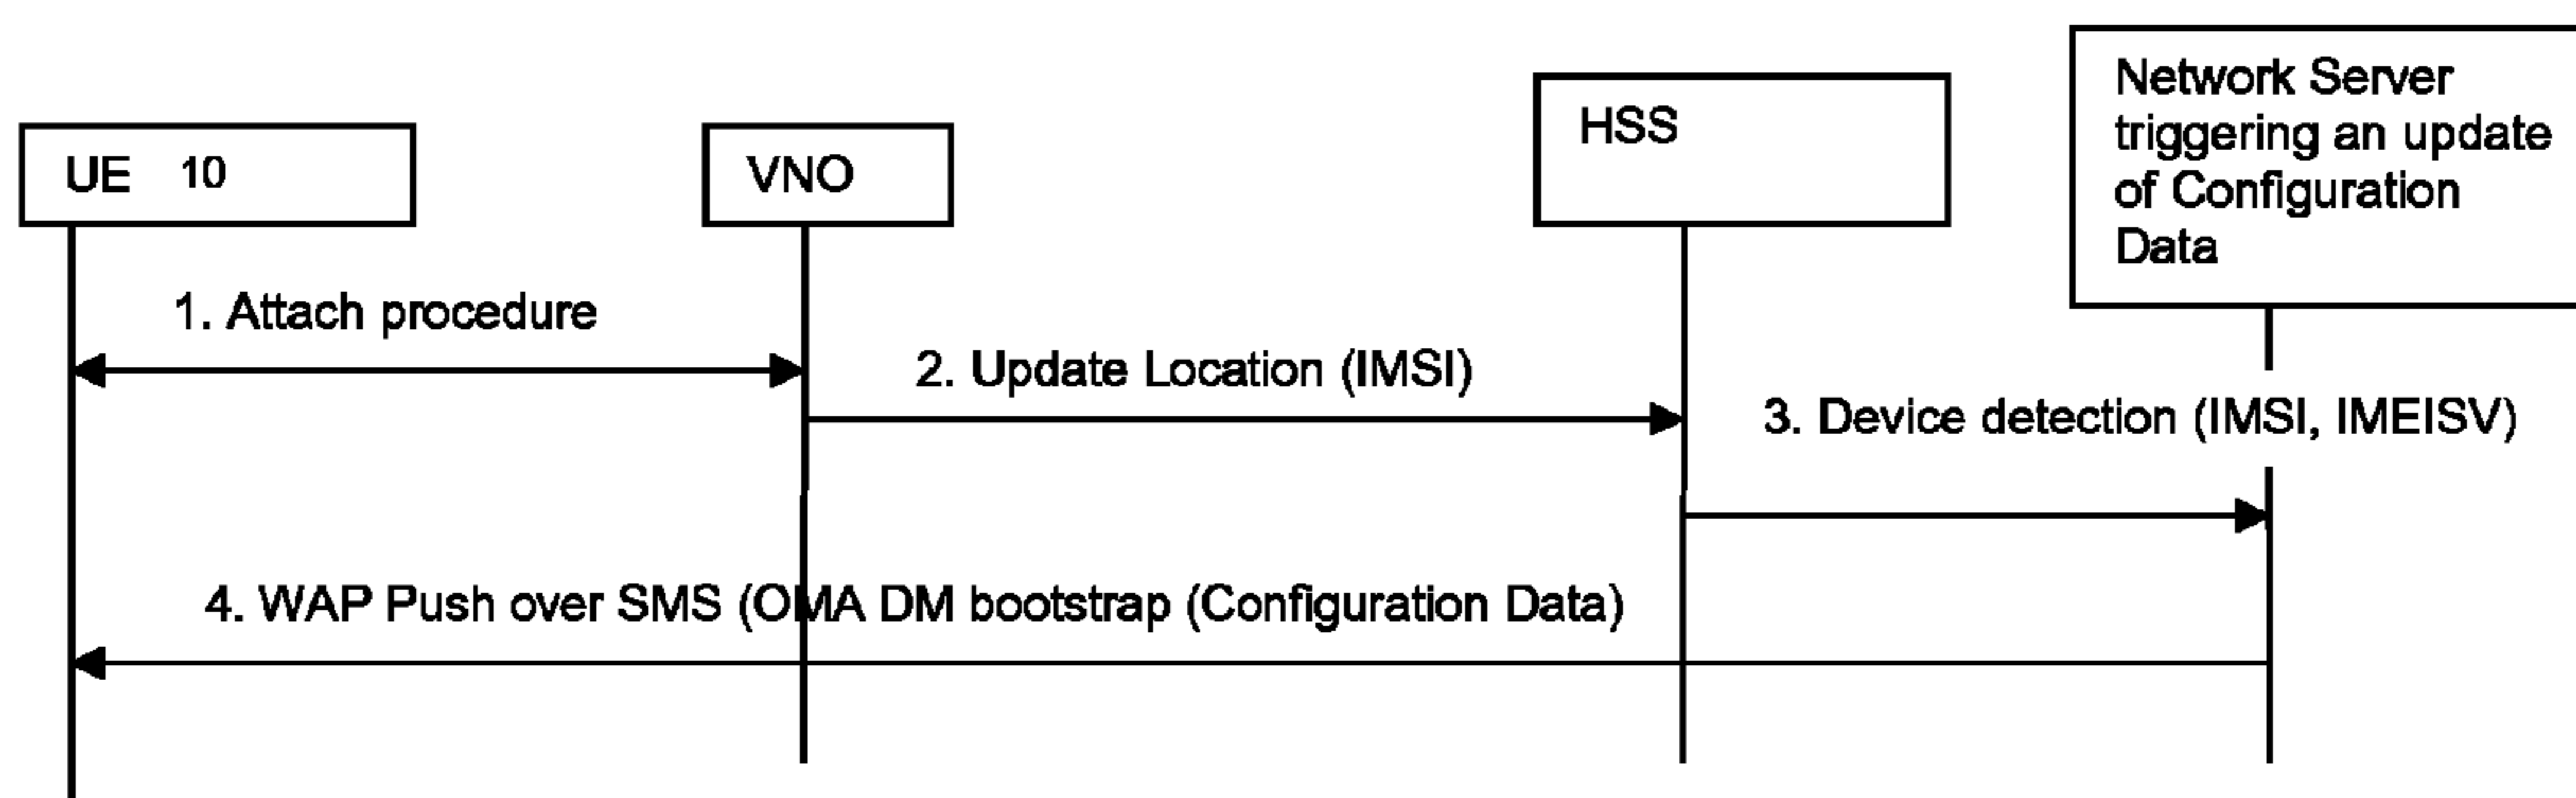 Network Server
triggering an update
of Configuration
Data
HSS
UE 10
VNO
1. Attach procedure
2. Update Location (IMSI)
3. Device detection (IMSI, IMEISV)
4. WAP Push over SMS (OMA DM bootstrap (Configuration Data)